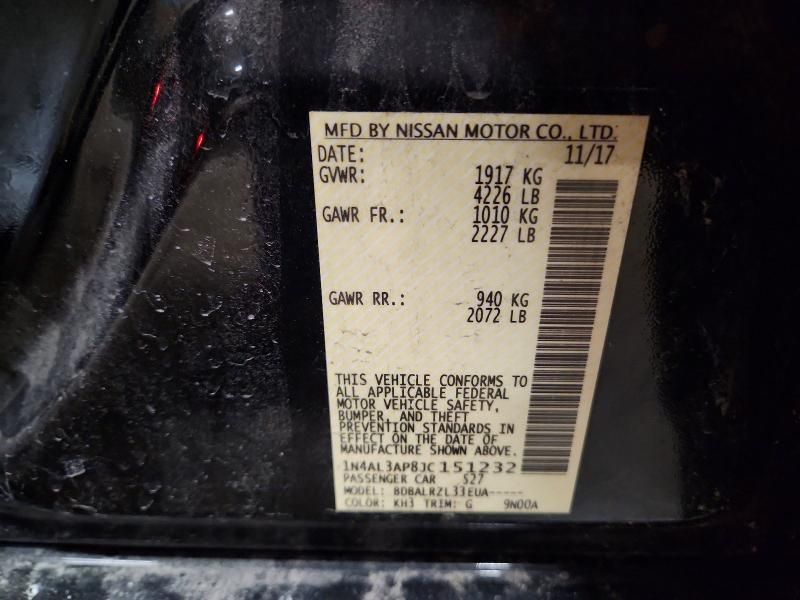 MFD BY NISSAN MOTOR CO., LTD.
DATE: 11/17
GVWR: 1917 KG
4226 LB
GAWR FR.: 1010 KG
2227 LB
GAWR RR.: 940 KG
2072 LB
THIS VEHICLE CONFORMS TO
ALL APPLICABLE FEDERAL
MOTOR VEHICLE SAFETY,
BUMPER, AND THEFT
PREVENTION STANDARDS IN
EFFECT ON THE DATE OF
MANUFACTURE SHOWN ABOVE.
1N4AL3AP8JC151232
PASSENGER CAR S27
MODEL: BDBALRZL33EUA-----
COLOR: KH3 TRIM: G 9N00A